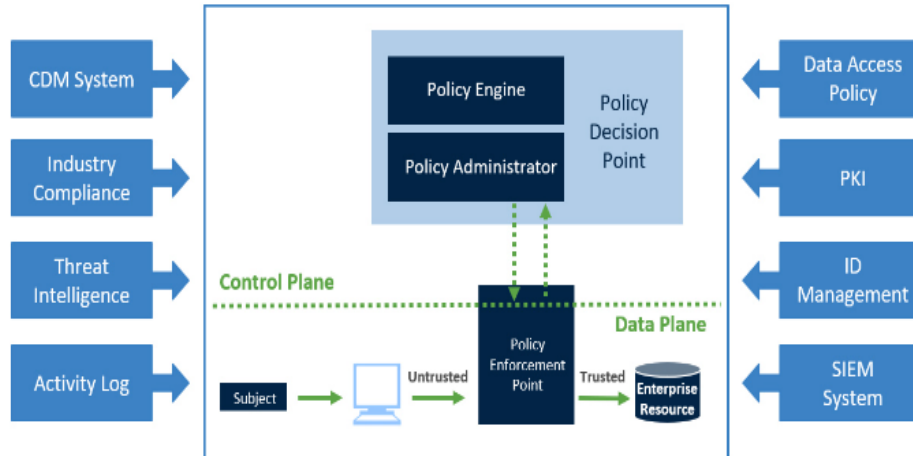 CDM System
Industry
Compliance
Threat
Intelligence
Activity Log
Policy Engine
Policy Administrator
Policy
Decision
Point
Control Plane
Data Plane
Subject
Untrusted
Policy
Enforcement
Point
Trusted
Enterprise
Resource
Data Access
Policy
PKI
ID
Management
SIEM
System